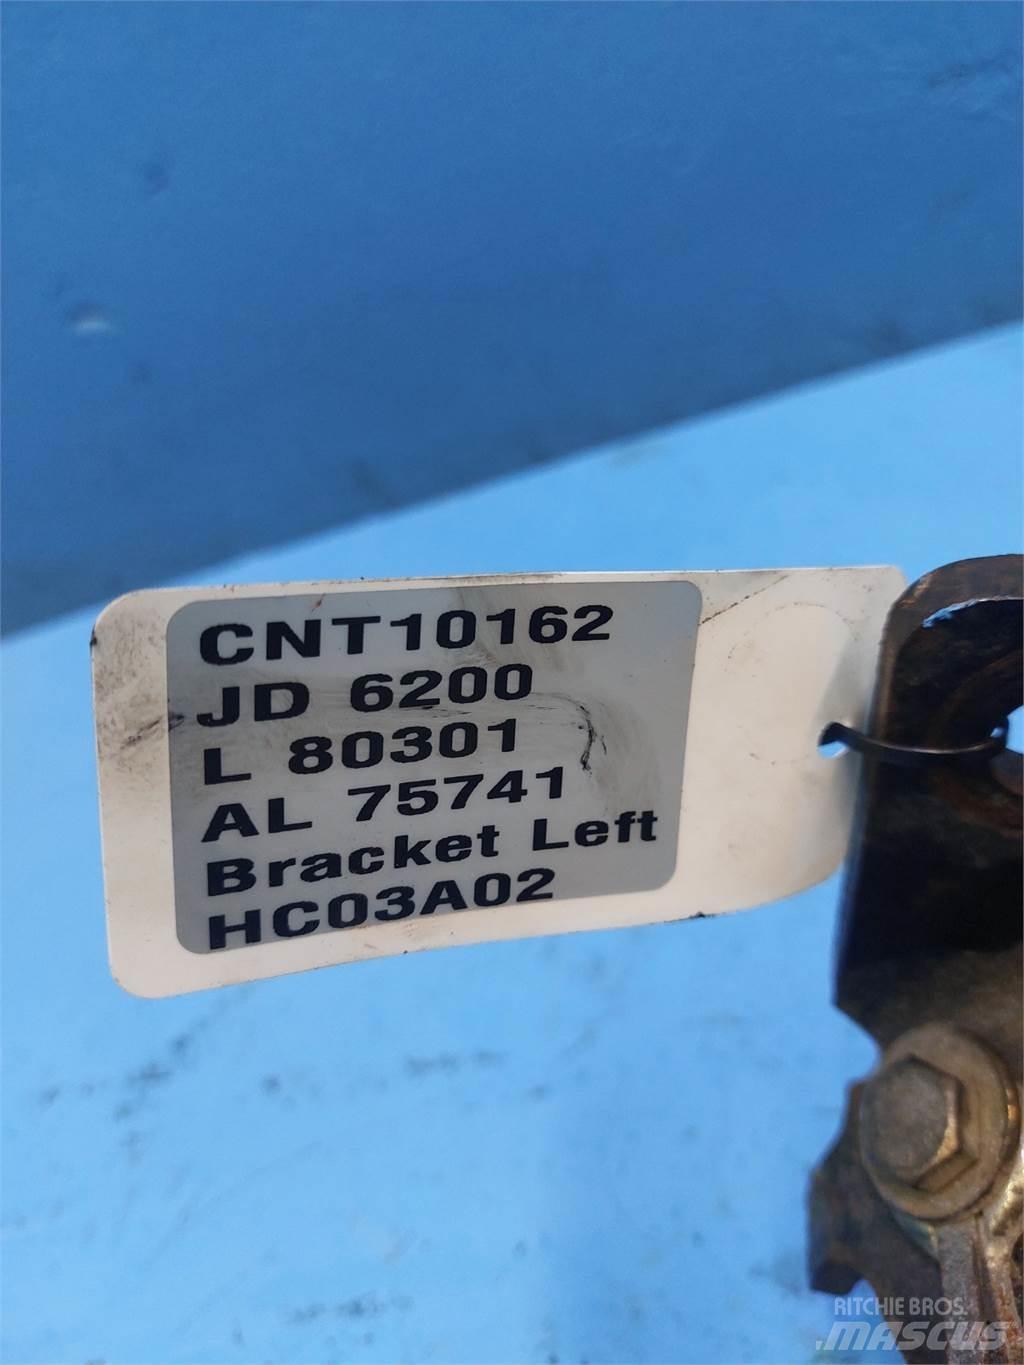 CNT10162
JD 6200
L 80301
AL 75741
Bracket Left
HC03A02
RITCHIE BROS.
MASCUS